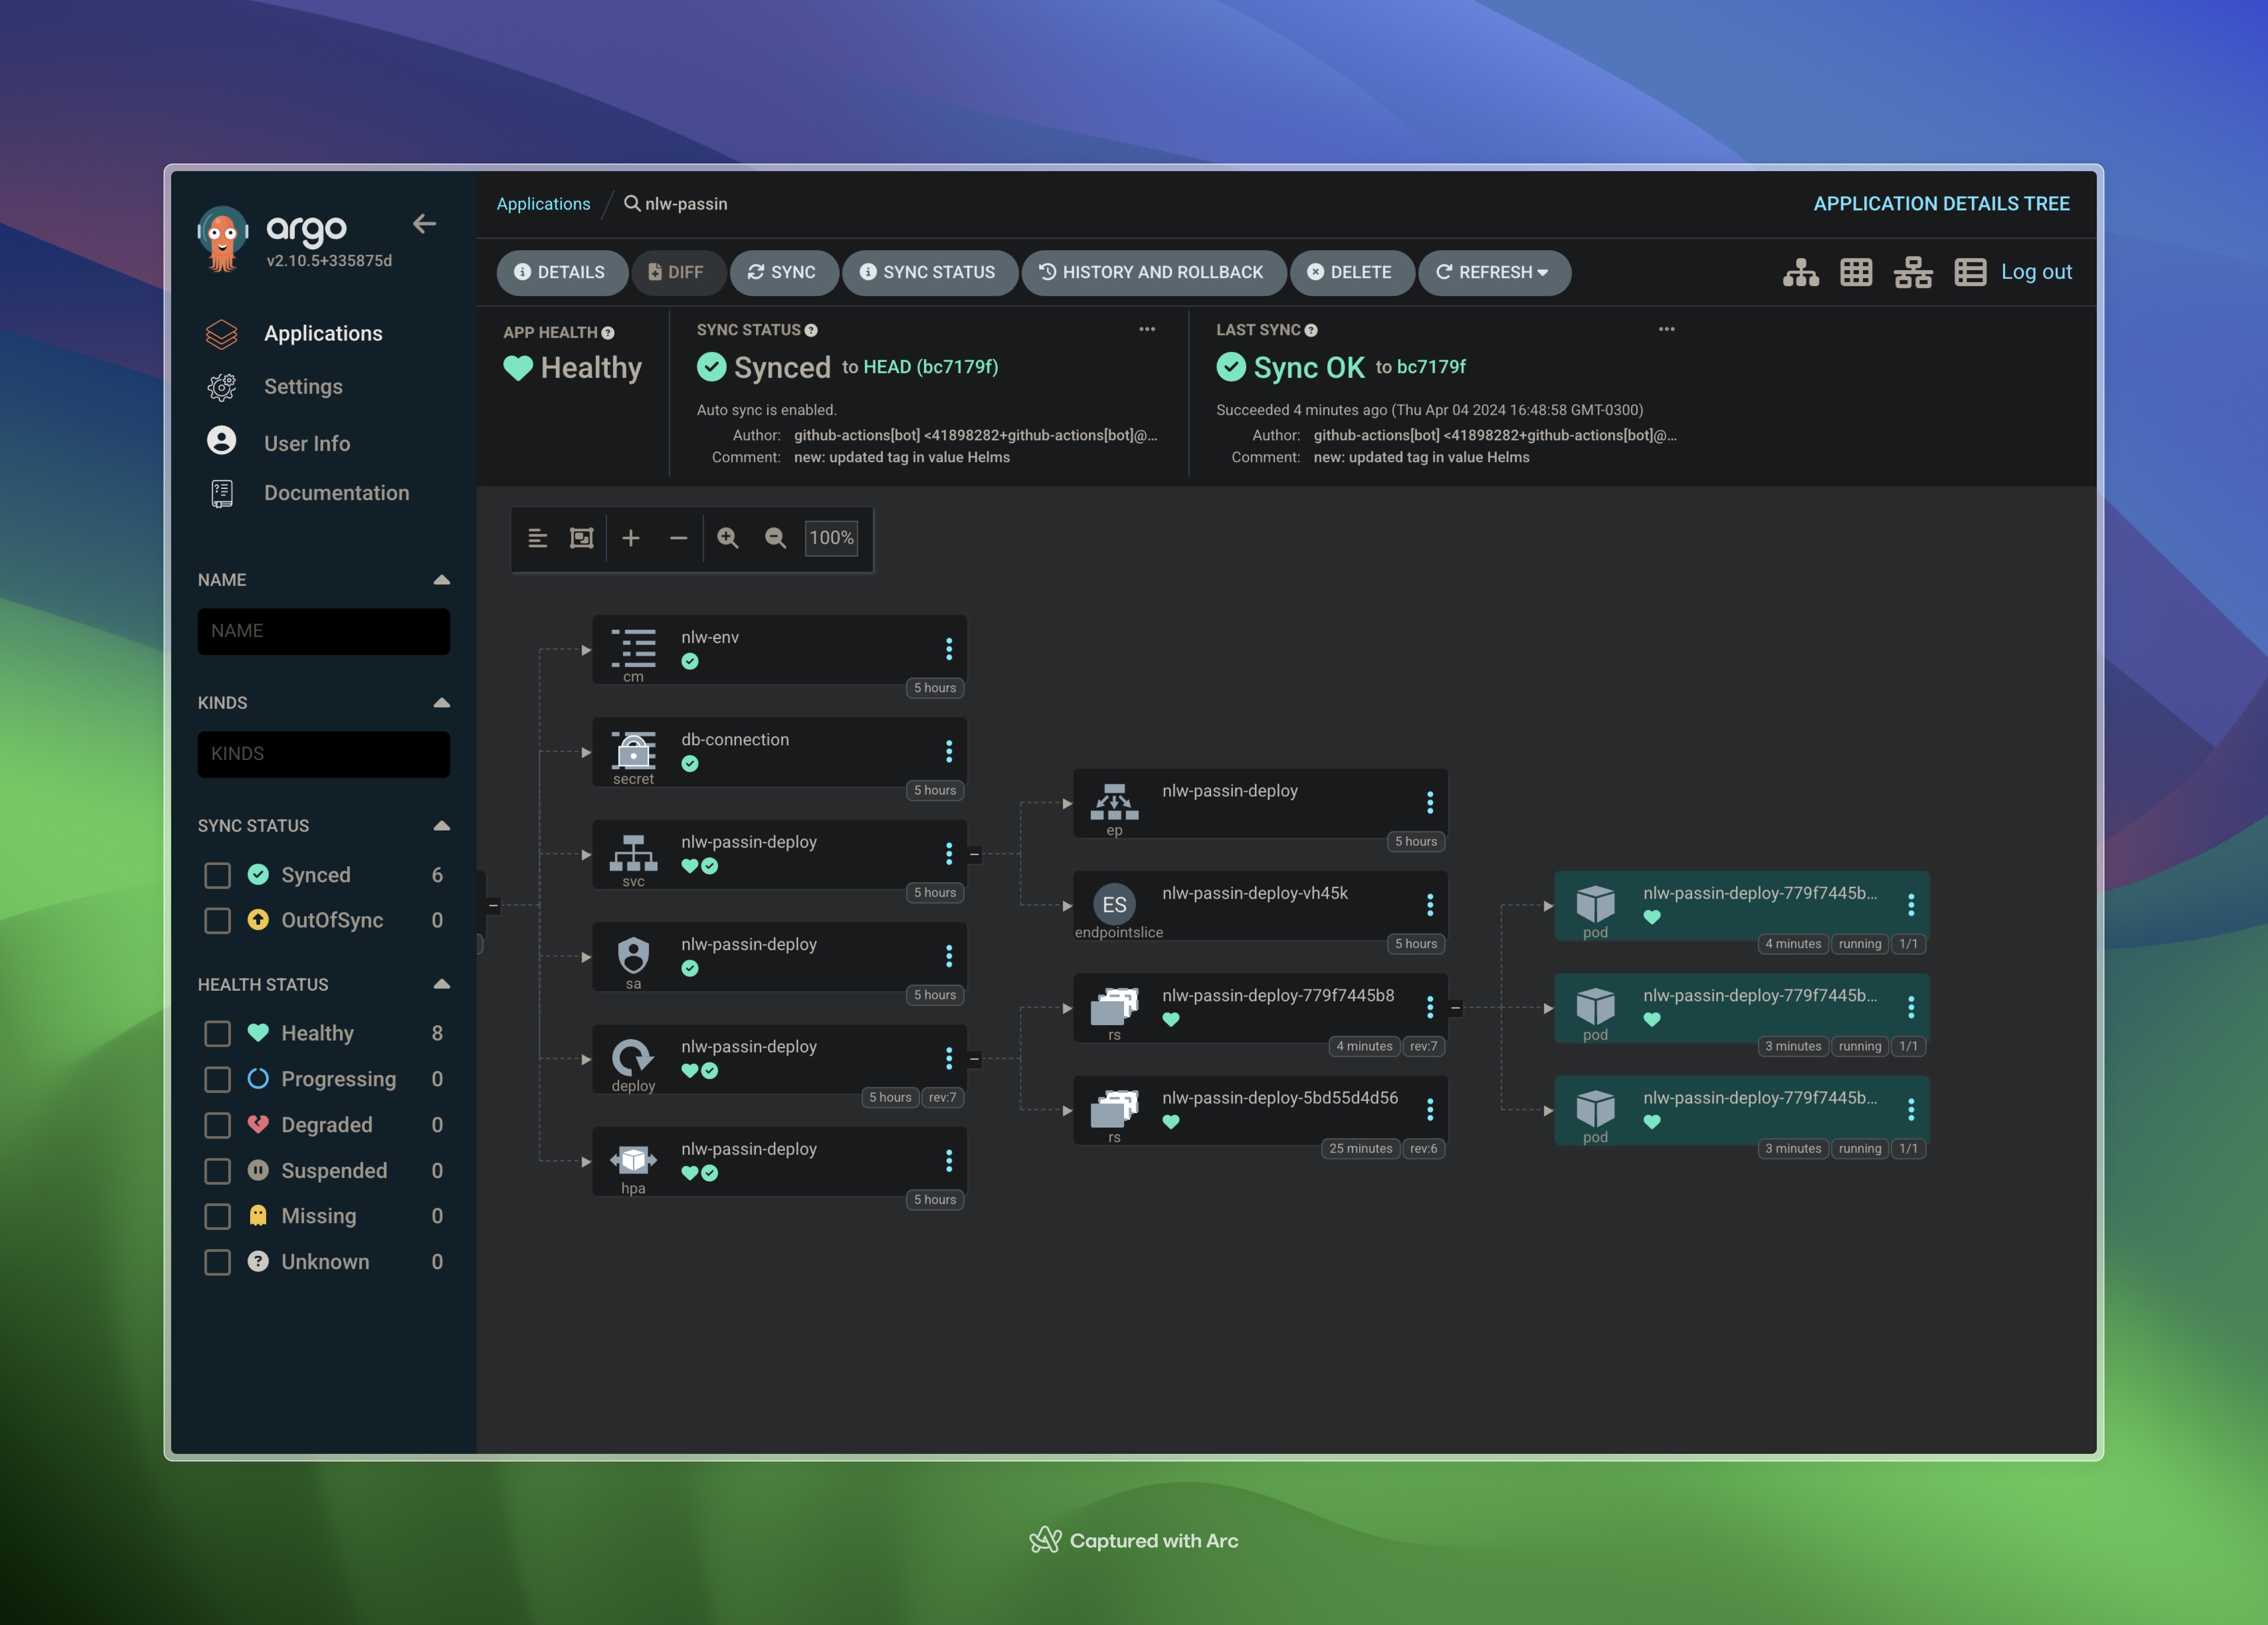 argo
v2.10.5+335875d
Applications
Settings
User Info
Documentation
NAME
NAME
KINDS
KINDS
SYNC STATUS
Synced 6
OutOfSync 0
HEALTH STATUS
Healthy 8
Progressing 0
Degraded 0
Suspended 0
Missing 0
Unknown 0
Applications / nlw-passin
APPLICATION DETAILS TREE
DETAILS DIFF SYNC SYNC STATUS HISTORY AND ROLLBACK DELETE REFRESH
Log out
APP HEALTH
Healthy
SYNC STATUS
Synced to HEAD (bc7179f)
Auto sync is enabled.
Author: github-actions[bot] <41898282+github-actions[bot]@...
Comment: new: updated tag in value Helms
LAST SYNC
Sync OK to bc7179f
Succeeded 4 minutes ago (Thu Apr 04 2024 16:48:58 GMT-0300)
Author: github-actions[bot] <41898282+github-actions[bot]@...
Comment: new: updated tag in value Helms
100%
nlw-env
cm
5 hours
db-connection
secret
5 hours
nlw-passin-deploy
svc
5 hours
nlw-passin-deploy
sa
5 hours
nlw-passin-deploy
deploy
5 hours rev:7
nlw-passin-deploy
hpa
5 hours
nlw-passin-deploy
ep
5 hours
ES
nlw-passin-deploy-vh45k
endpointslice
5 hours
nlw-passin-deploy-779f7445b8
rs
4 minutes rev:7
nlw-passin-deploy-5bd55d4d56
rs
25 minutes rev:6
nlw-passin-deploy-779f7445b...
pod
4 minutes running 1/1
nlw-passin-deploy-779f7445b...
pod
3 minutes running 1/1
nlw-passin-deploy-779f7445b...
pod
3 minutes running 1/1
Captured with Arc